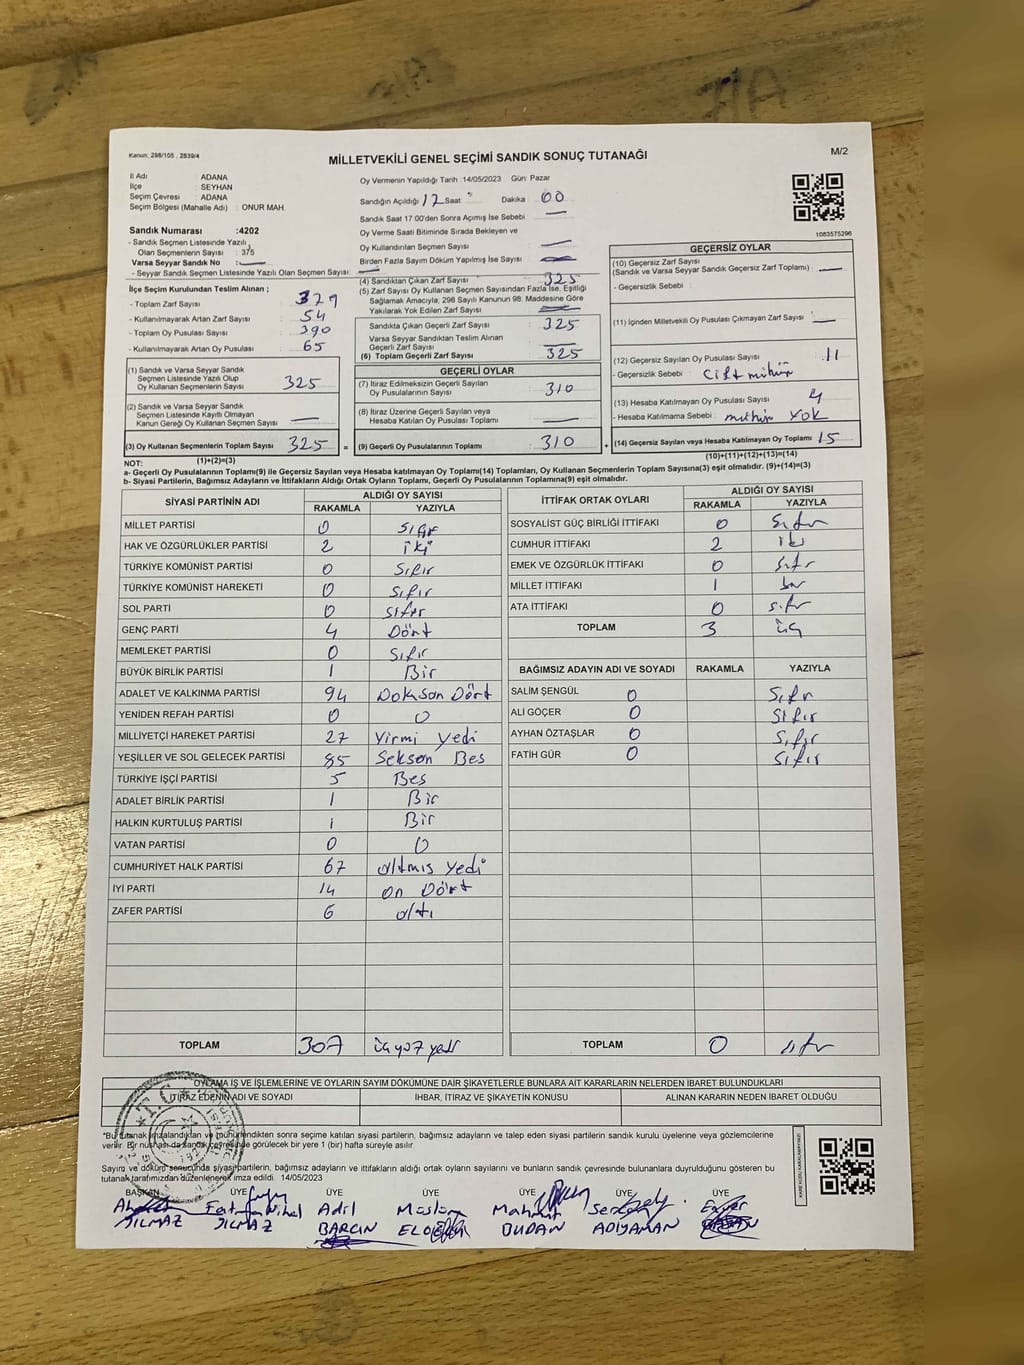 Kanun: 298/105 , 2839/4
MİLLETVEKİLİ GENEL SEÇİMİ SANDIK SONUÇ TUTANAĞI
M/2
İl Adı ADANA
İlçe SEYHAN
Seçim Çevresi ADANA
Seçim Bölgesi (Mahalle Adı) : ONUR MAH.
Oy Vermenin Yapıldığı Tarih :14/05/2023 Gün: Pazar
Sandığın Açıldığı 17 Saat Dakika 00
Sandık Saat 17:00'den Sonra Açımış İse Sebebi —
Oy Verme Saati Bitiminde Sırada Bekleyen ve
Oy Kullandırılan Seçmen Sayısı —
Birden Fazla Sayım Döküm Yapılmış İse Sayısı —
1083575296
Sandık Numarası :4202
- Sandık Seçmen Listesinde Yazılı
Olan Seçmenlerin Sayısı : 375
Varsa Seyyar Sandık No : —
- Seyyar Sandık Seçmen Listesinde Yazılı Olan Seçmen Sayısı: —
İlçe Seçim Kurulundan Teslim Alınan ;
- Toplam Zarf Sayısı 379
- Kullanılmayarak Artan Zarf Sayısı 54
- Toplam Oy Pusulası Sayısı 390
- Kullanılmayarak Artan Oy Pusulası 65
(4) Sandıktan Çıkan Zarf Sayısı 325
(5) Zarf Sayısı Oy Kullanan Seçmen Sayısından Fazla İse, Eşitliği
Sağlamak Amacıyla; 298 Sayılı Kanunun 98. Maddesine Göre
Yakılarak Yok Edilen Zarf Sayısı —
Sandıkta Çıkan Geçerli Zarf Sayısı 325
Varsa Seyyar Sandıktan Teslim Alınan
Geçerli Zarf Sayısı —
(6) Toplam Geçerli Zarf Sayısı 325
GEÇERSİZ OYLAR
(10) Geçersiz Zarf Sayısı
(Sandık ve Varsa Seyyar Sandık Geçersiz Zarf Toplamı) : —
- Geçersizlik Sebebi :
(11) İçinden Milletvekili Oy Pusulası Çıkmayan Zarf Sayısı : —
(12) Geçersiz Sayılan Oy Pusulası Sayısı : 11
- Geçersizlik Sebebi : Çift mühür
(13) Hesaba Katılmayan Oy Pusulası Sayısı 4
- Hesaba Katılmama Sebebi : mühür YOK
(14) Geçersiz Sayılan veya Hesaba Katılmayan Oy Toplamı : 15
(10)+(11)+(12)+(13)=(14)
(1) Sandık ve Varsa Seyyar Sandık
Seçmen Listesinde Yazılı Olup
Oy Kullanan Seçmenlerin Sayısı 325
(2) Sandık ve Varsa Seyyar Sandık
Seçmen Listesinde Kayıtlı Olmayan
Kanun Gereği Oy Kullanan Seçmen Sayısı —
(3) Oy Kullanan Seçmenlerin Toplam Sayısı 325 =
(1)+(2)=(3)
GEÇERLİ OYLAR
(7) İtiraz Edilmeksizin Geçerli Sayılan
Oy Pusulalarının Sayısı : 310
(8) İtiraz Üzerine Geçerli Sayılan veya
Hesaba Katılan Oy Pusulası Toplamı : —
(9) Geçerli Oy Pusulalarının Toplamı 310 +
NOT:
a- Geçerli Oy Pusulalarının Toplamı(9) ile Geçersiz Sayılan veya Hesaba katılmayan Oy Toplamı(14) Toplamları, Oy Kullanan Seçmenlerin Toplam Sayısına(3) eşit olmalıdır. (9)+(14)=(3)
b- Siyasi Partilerin, Bağımsız Adayların ve İttifakların Aldığı Ortak Oyların Toplamı, Geçerli Oy Pusulalarının Toplamına(9) eşit olmalıdır.
SİYASİ PARTİNİN ADI ALDIĞI OY SAYISI
RAKAMLA YAZIYLA
MİLLET PARTİSİ 0 sıfır
HAK VE ÖZGÜRLÜKLER PARTİSİ 2 iki
TÜRKİYE KOMÜNİST PARTİSİ 0 sıfır
TÜRKİYE KOMÜNİST HAREKETİ 0 sıfır
SOL PARTİ 0 sıfır
GENÇ PARTİ 4 Dört
MEMLEKET PARTİSİ 0 sıfır
BÜYÜK BİRLİK PARTİSİ 1 Bir
ADALET VE KALKINMA PARTİSİ 94 Doksan Dört
YENİDEN REFAH PARTİSİ 0 0
MİLLİYETÇİ HAREKET PARTİSİ 27 Yirmi yedi
YEŞİLLER VE SOL GELECEK PARTİSİ 85 Seksen Bes
TÜRKİYE İŞÇİ PARTİSİ 5 Bes
ADALET BİRLİK PARTİSİ 1 Bir
HALKIN KURTULUŞ PARTİSİ 1 Bir
VATAN PARTİSİ 0 0
CUMHURİYET HALK PARTİSİ 67 altmıs Yedi
İYİ PARTİ 14 on Dört
ZAFER PARTİSİ 6 altı
TOPLAM 307 üçyüz yedi
İTTİFAK ORTAK OYLARI ALDIĞI OY SAYISI
RAKAMLA YAZIYLA
SOSYALİST GÜÇ BİRLİĞİ İTTİFAKI 0 sıfır
CUMHUR İTTİFAKI 2 iki
EMEK VE ÖZGÜRLÜK İTTİFAKI 0 sıfır
MİLLET İTTİFAKI 1 bir
ATA İTTİFAKI 0 sıfır
TOPLAM 3 üç
BAĞIMSIZ ADAYIN ADI VE SOYADI RAKAMLA YAZIYLA
SALİM ŞENGÜL 0 Sıfır
ALİ GÖÇER 0 Sıfır
AYHAN ÖZTAŞLAR 0 Sıfır
FATİH GÜR 0 Sıfır
TOPLAM 0 sıfır
OYLAMA İŞ VE İŞLEMLERİNE VE OYLARIN SAYIM DÖKÜMÜNE DAİR ŞİKAYETLERLE BUNLARA AİT KARARLARIN NELERDEN İBARET BULUNDUKLARI
İTİRAZ EDENİN ADI VE SOYADI İHBAR, İTİRAZ VE ŞİKAYETİN KONUSU ALINAN KARARIN NEDEN İBARET OLDUĞU
*Bu tutanak imzalandıktan ve mühürlendikten sonra seçime katılan siyasi partilerin, bağımsız adayların ve talep eden siyasi partilerin sandık kurulu üyelerine veya gözlemcilerine
verilir. Bir nüshası da sandık çevresinde görülecek bir yere 1 (bir) hafta süreyle asılır.
Sayım ve döküm sonucunda siyasi partilerin, bağımsız adayların ve ittifakların aldığı ortak oyların sayılarını ve bunların sandık çevresinde bulunanlara duyrulduğunu gösteren bu
tutanak tarafımızdan düzenlenerek imza edildi. 14/05/2023
BAŞKAN ÜYE ÜYE ÜYE ÜYE ÜYE ÜYE
Fatma Nihal Adil Müslüm Mahmut
YILMAZ YILMAZ BARÇIN BUDAN ADIYAMAN
T.C.